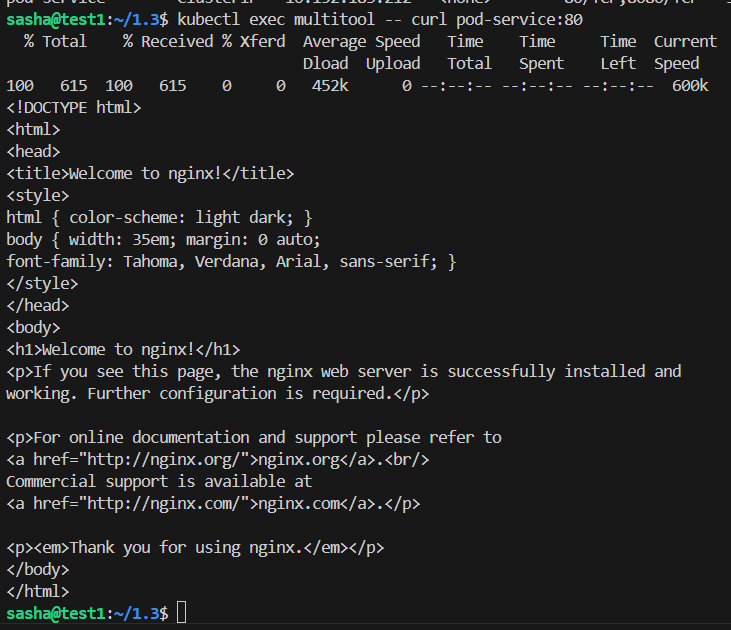 sasha@test1:~/1.3$ kubectl exec multitool -- curl pod-service:80
  % Total    % Received % Xferd  Average Speed   Time    Time     Time  Current
                                 Dload  Upload   Total   Spent    Left  Speed
100   615  100   615    0     0   452k      0 --:--:-- --:--:-- --:--:--  600k
<!DOCTYPE html>
<html>
<head>
<title>Welcome to nginx!</title>
<style>
html { color-scheme: light dark; }
body { width: 35em; margin: 0 auto;
font-family: Tahoma, Verdana, Arial, sans-serif; }
</style>
</head>
<body>
<h1>Welcome to nginx!</h1>
<p>If you see this page, the nginx web server is successfully installed and
working. Further configuration is required.</p>

<p>For online documentation and support please refer to
<a href="http://nginx.org/">nginx.org</a>.<br/>
Commercial support is available at
<a href="http://nginx.com/">nginx.com</a>.</p>

<p><em>Thank you for using nginx.</em></p>
</body>
</html>
sasha@test1:~/1.3$